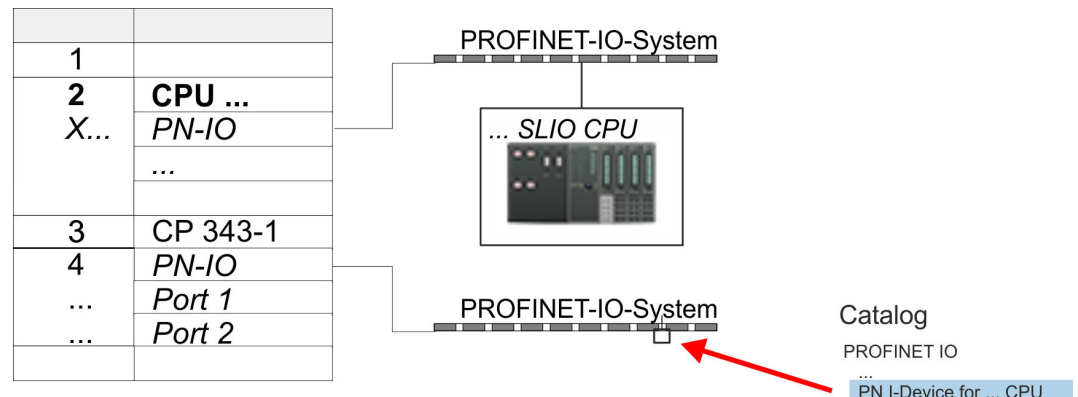 1
2 CPU ...
X... PN-IO
...
3 CP 343-1
4 PN-IO
... Port 1
... Port 2
PROFINET-IO-System
... SLIO CPU
PROFINET-IO-System
Catalog
PROFINET IO
...
PN I-Device for ... CPU